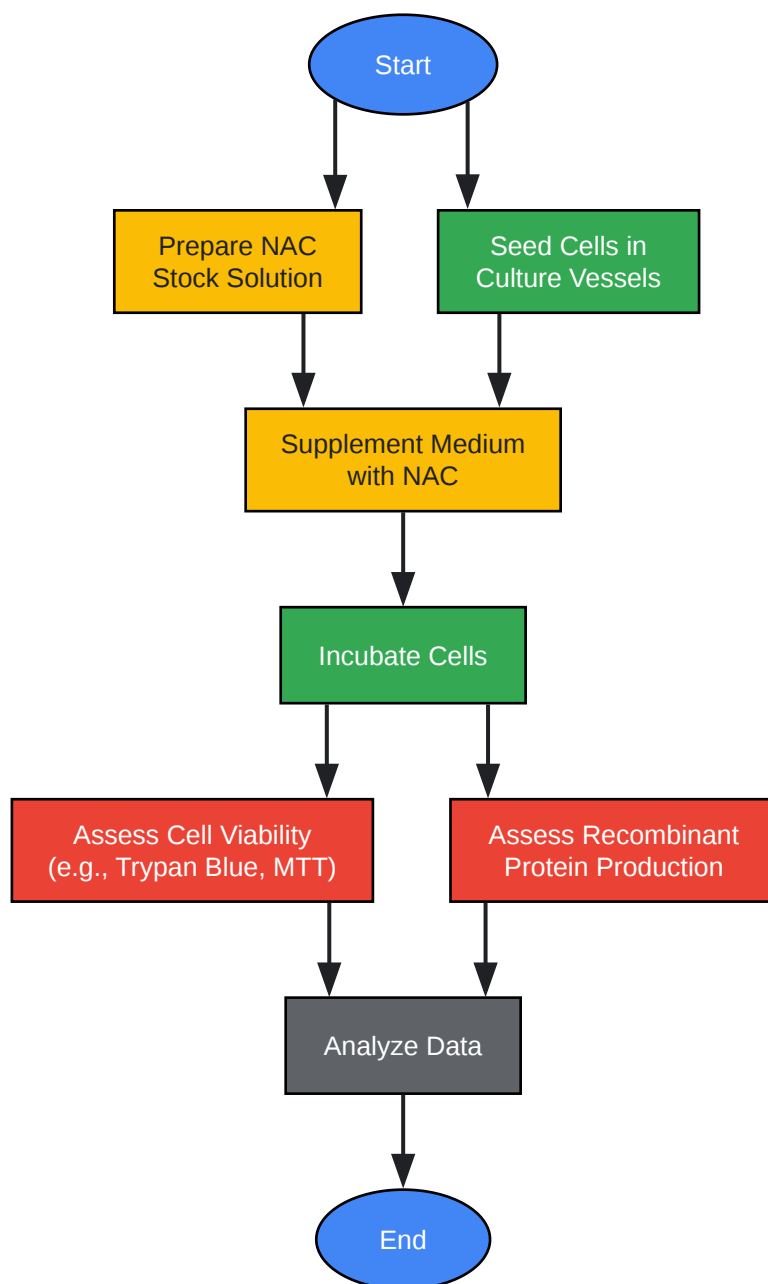 Start
Prepare NAC
Stock Solution
Seed Cells in
Culture Vessels
Supplement Medium
with NAC
Incubate Cells
Assess Cell Viability
(e.g., Trypan Blue, MTT)
Assess Recombinant
Protein Production
Analyze Data
End